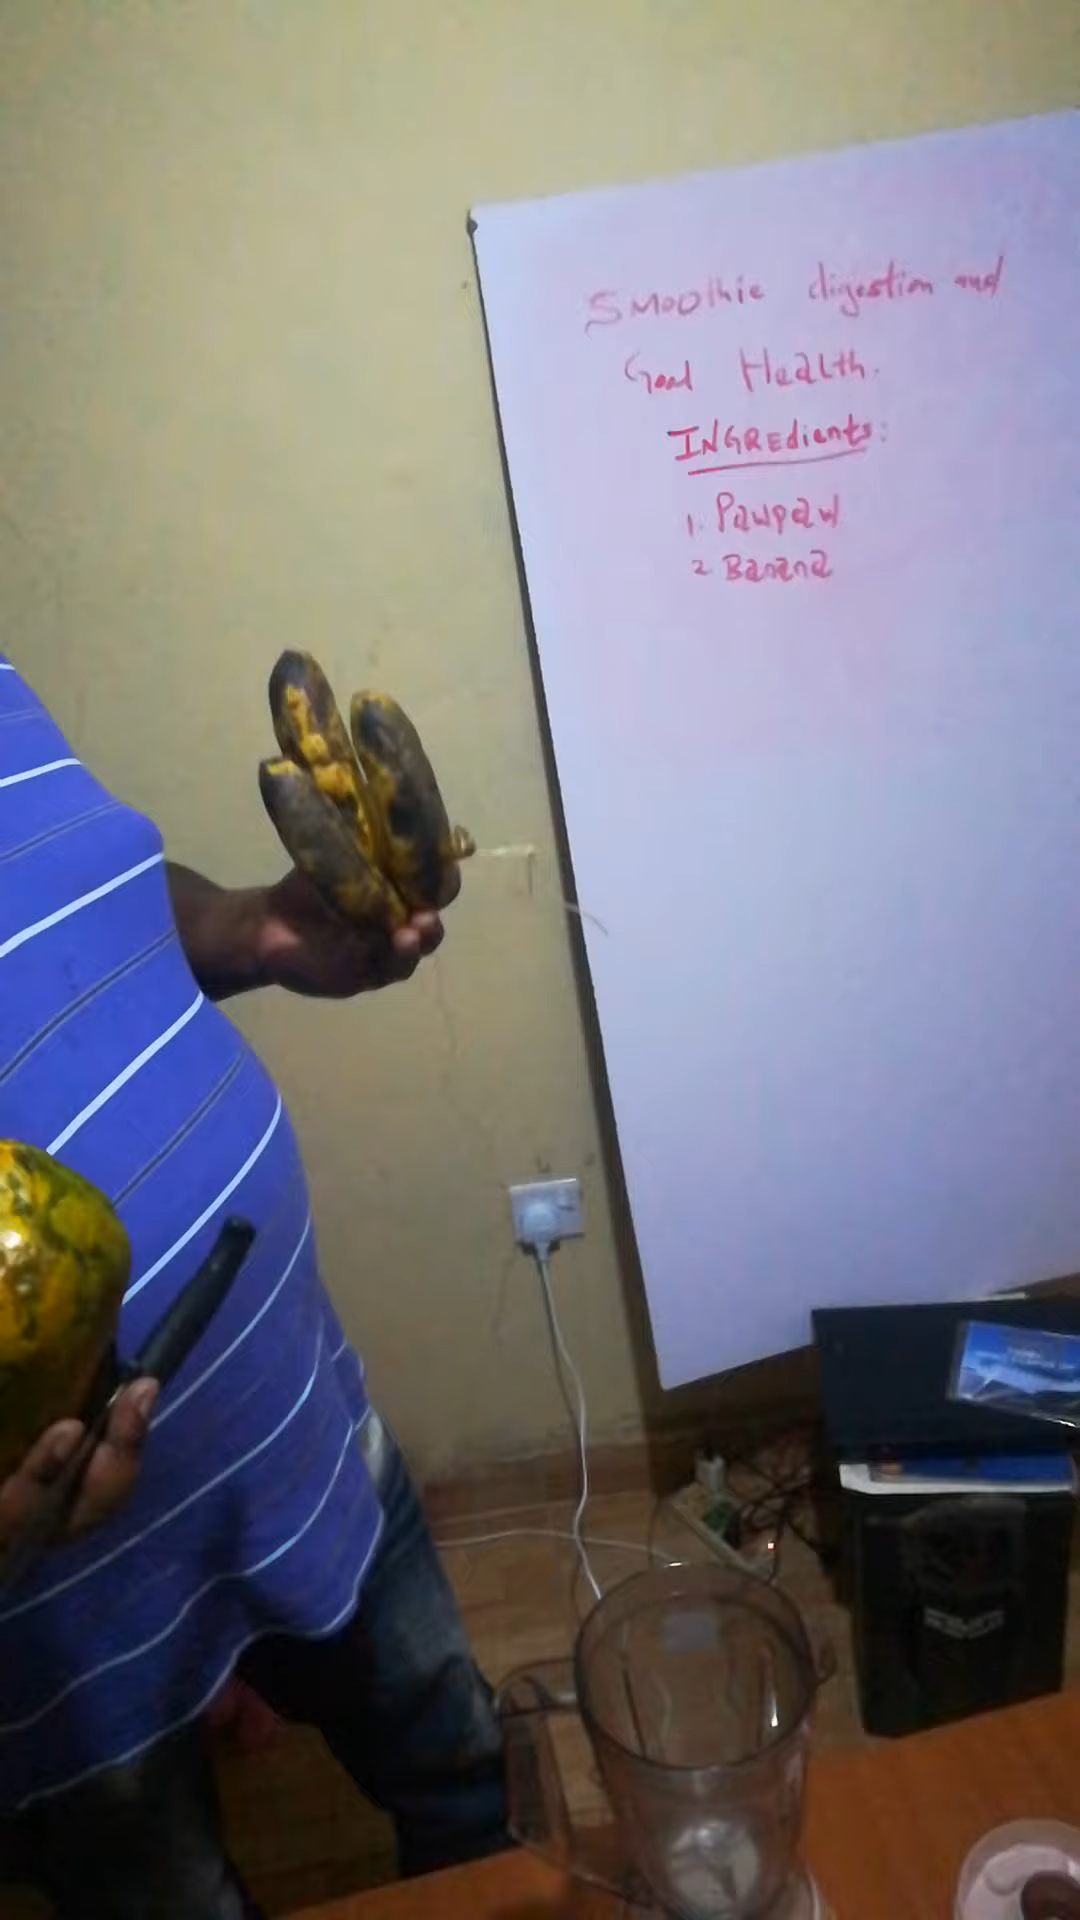 Smoothie digestion and
Good Health.
INGREdients:
1. Pawpaw
2. Banana